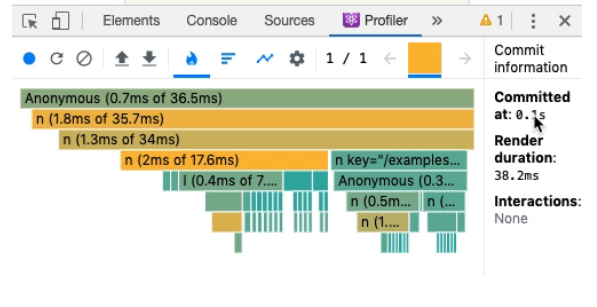 Elements Console Sources Profiler » 1
1 / 1
Commit
information
Anonymous (0.7ms of 36.5ms)
n (1.8ms of 35.7ms)
n (1.3ms of 34ms)
n (2ms of 17.6ms) n key="/examples...
l (0.4ms of 7.... Anonymous (0.3...
n (0.5m... n (...
n (1....
Committed
at: 0.1s
Render
duration:
38.2ms
Interactions:
None